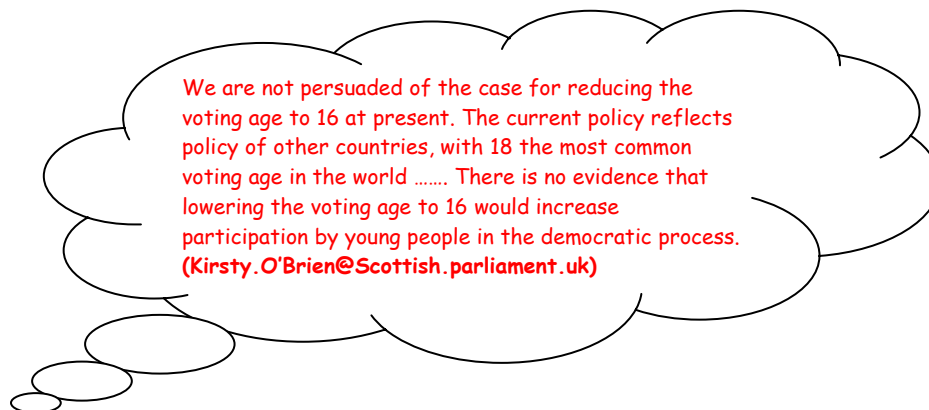 We are not persuaded of the case for reducing the
voting age to 16 at present. The current policy reflects
policy of other countries, with 18 the most common
voting age in the world ……. There is no evidence that
lowering the voting age to 16 would increase
participation by young people in the democratic process.
(Kirsty.O’Brien@Scottish.parliament.uk)